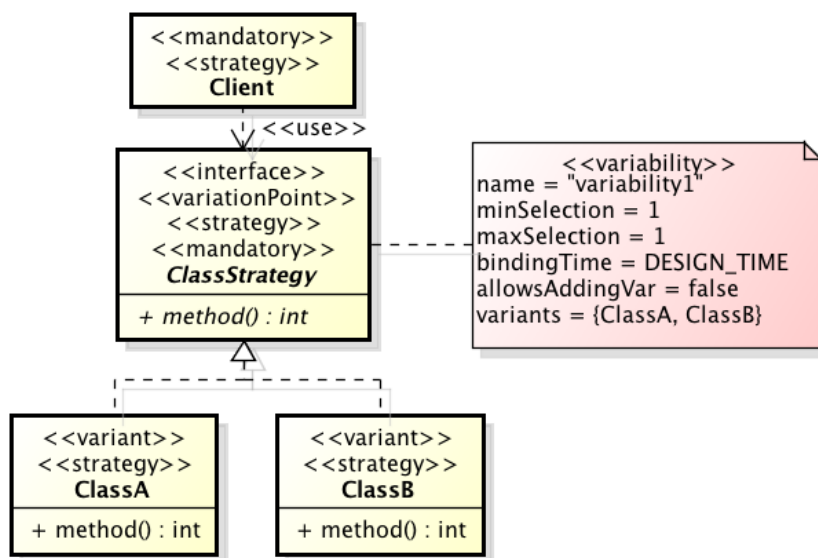 <<mandatory>>
<<strategy>>
Client
<<use>>
<<interface>>
<<variationPoint>>
<<strategy>>
<<mandatory>>
ClassStrategy
+ method() : int
<<variability>>
name = "variability1"
minSelection = 1
maxSelection = 1
bindingTime = DESIGN_TIME
allowsAddingVar = false
variants = {ClassA, ClassB}
<<variant>>
<<strategy>>
ClassA
+ method() : int
<<variant>>
<<strategy>>
ClassB
+ method() : int